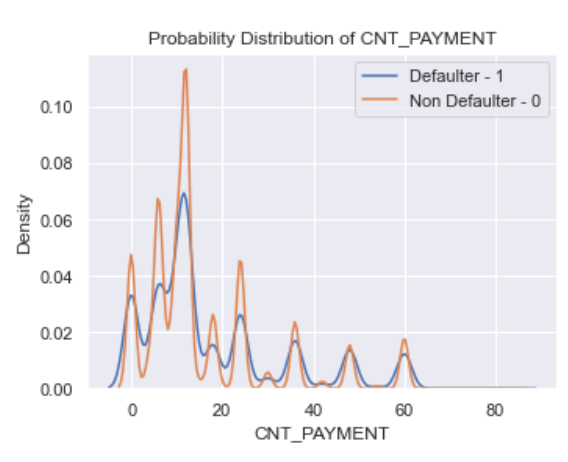 Probability Distribution of CNT_PAYMENT
Defaulter - 1
Non Defaulter - 0
0.10
0.08
0.06
0.04
0.02
0.00
Density
0 20 40 60 80
CNT_PAYMENT